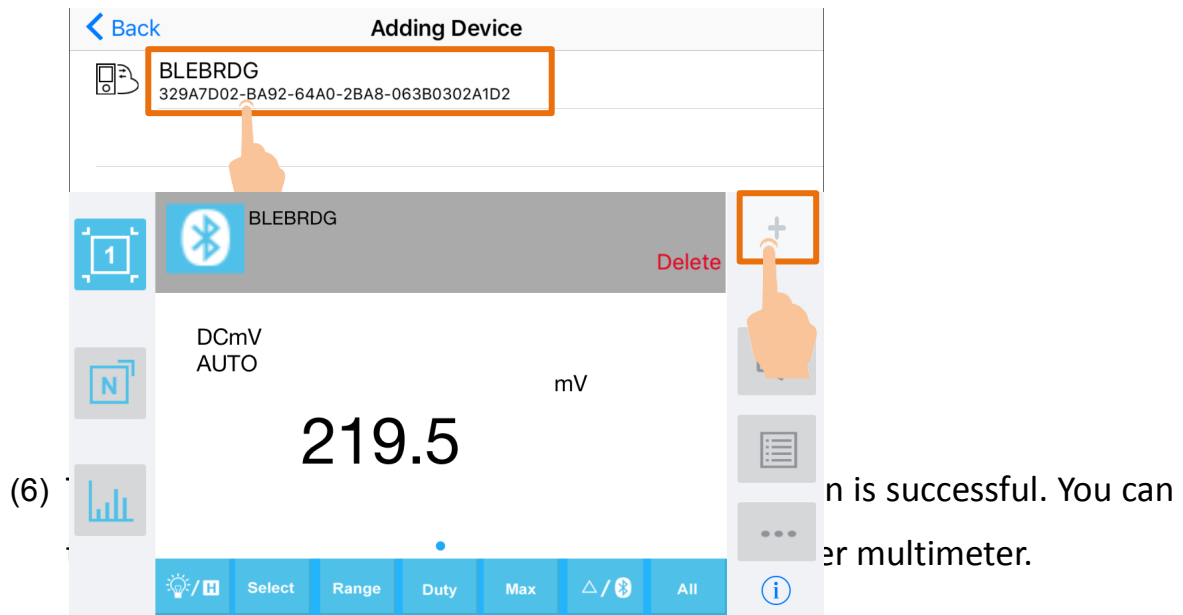 Back
Adding Device
BLEBRDG
329A7D02-BA92-64A0-2BA8-063B0302A1D2
1
BLEBRDG
+
Delete
DCmV
AUTO
mV
N
219.5
(6) n is successful. You can
er multimeter.
/H Select Range Duty Max △/ All i